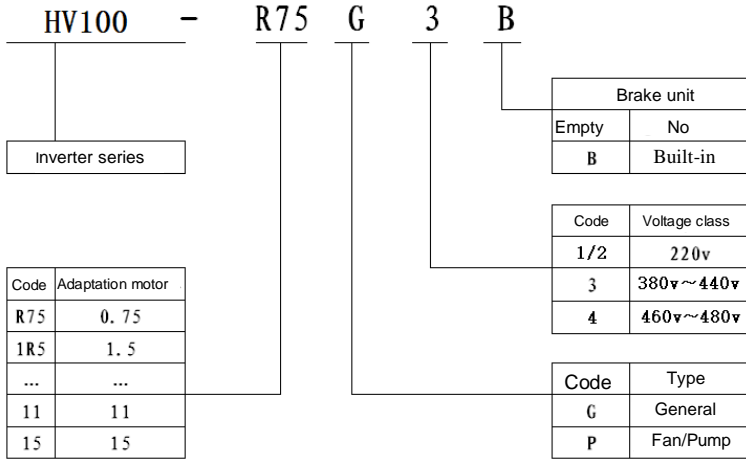 HV100 - R75 G 3 B
Brake unit
Empty No
B Built-in
Inverter series
Code Voltage class
1/2 220v
3 380v~440v
4 460v~480v
Code Adaptation motor
R75 0.75
1R5 1.5
... ...
11 11
15 15
Code Type
G General
P Fan/Pump